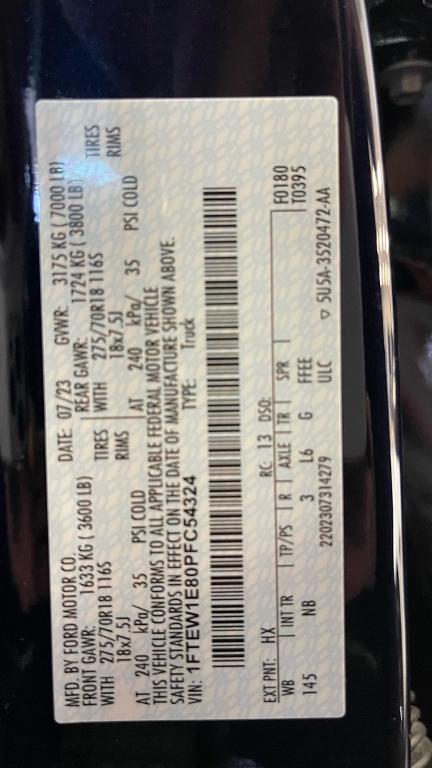 MFD. BY FORD MOTOR CO. DATE: 07/23 GVWR: 3175 KG ( 7000 LB)
FRONT GAWR: 1633 KG ( 3600 LB) REAR GAWR: 1724 KG ( 3800 LB)
WITH 275/70R18 116S TIRES WITH 275/70R18 116S TIRES
18x7.5J RIMS 18x7.5J RIMS
AT 240 kPa/ 35 PSI COLD AT 240 kPa/ 35 PSI COLD
THIS VEHICLE CONFORMS TO ALL APPLICABLE FEDERAL MOTOR VEHICLE
SAFETY STANDARDS IN EFFECT ON THE DATE OF MANUFACTURE SHOWN ABOVE.
VIN: 1FTEW1E80PFC54324 TYPE: Truck
EXT PNT: HX RC: 13 DSO: F0180
WB INT TR TP/PS R AXLE TR SPR T0395
145 NB 3 L6 G FFEE
2202307314279 ULC ▽ 5U5A-3520472-AA